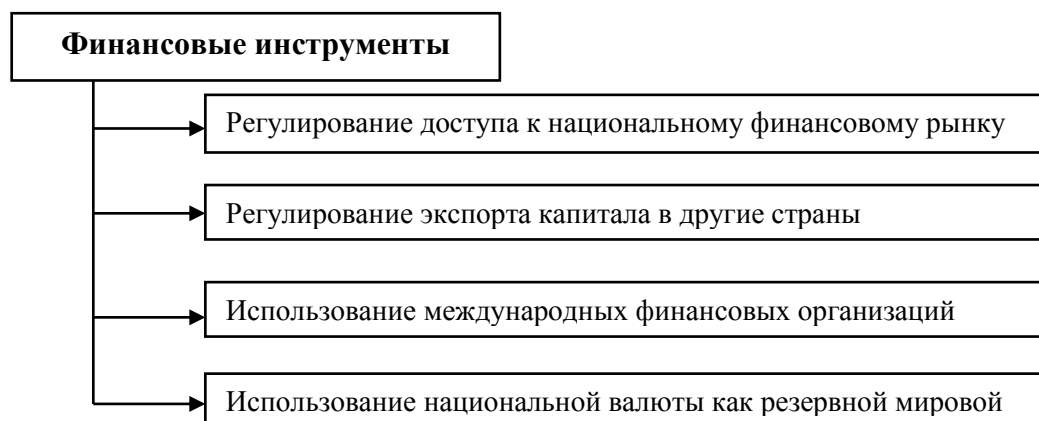 Финансовые инструменты
Регулирование доступа к национальному финансовому рынку
Регулирование экспорта капитала в другие страны
Использование международных финансовых организаций
Использование национальной валюты как резервной мировой